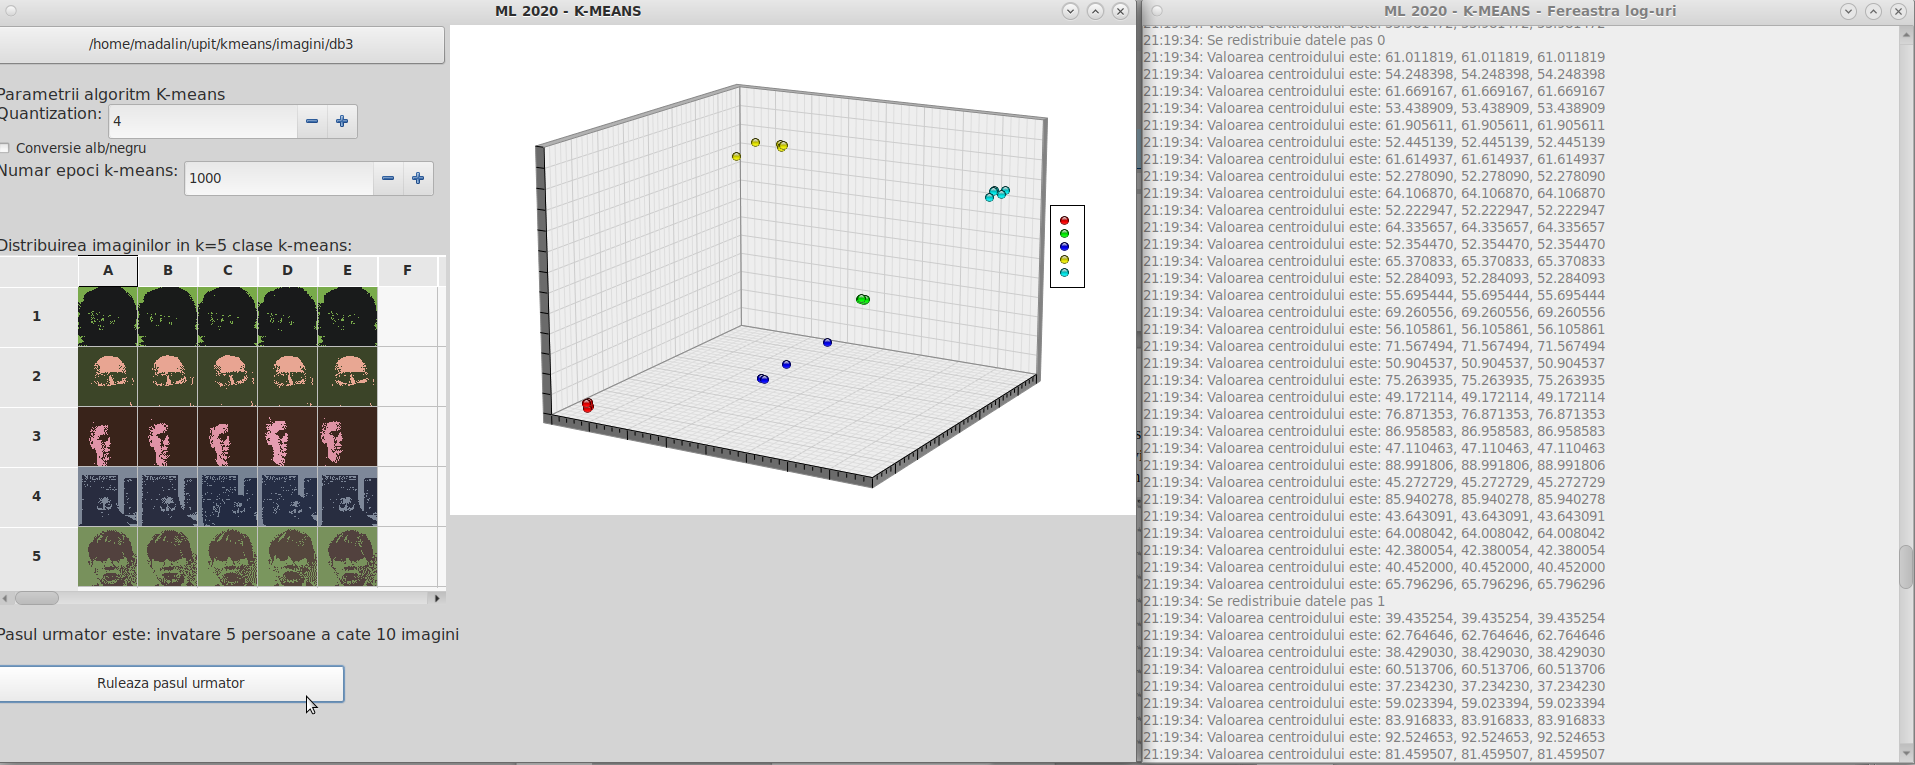 ML 2020 - K-MEANS
/home/madalin/upit/kmeans/imagini/db3
Parametrii algoritm K-means
Quantization:
4
Conversie alb/negru
Numar epoci k-means:
1000
Distribuirea imaginilor in k=5 clase k-means:
A B C D E F
1
2
3
4
5
Pasul urmator este: invatare 5 persoane a cate 10 imagini
Ruleaza pasul urmator
ML 2020 - K-MEANS - Fereastra log-uri
21:19:34: Se redistribuie datele pas 0
21:19:34: Valoarea centroidului este: 61.011819, 61.011819, 61.011819
21:19:34: Valoarea centroidului este: 54.248398, 54.248398, 54.248398
21:19:34: Valoarea centroidului este: 61.669167, 61.669167, 61.669167
21:19:34: Valoarea centroidului este: 53.438909, 53.438909, 53.438909
21:19:34: Valoarea centroidului este: 61.905611, 61.905611, 61.905611
21:19:34: Valoarea centroidului este: 52.445139, 52.445139, 52.445139
21:19:34: Valoarea centroidului este: 61.614937, 61.614937, 61.614937
21:19:34: Valoarea centroidului este: 52.278090, 52.278090, 52.278090
21:19:34: Valoarea centroidului este: 64.106870, 64.106870, 64.106870
21:19:34: Valoarea centroidului este: 52.222947, 52.222947, 52.222947
21:19:34: Valoarea centroidului este: 64.335657, 64.335657, 64.335657
21:19:34: Valoarea centroidului este: 52.354470, 52.354470, 52.354470
21:19:34: Valoarea centroidului este: 65.370833, 65.370833, 65.370833
21:19:34: Valoarea centroidului este: 52.284093, 52.284093, 52.284093
21:19:34: Valoarea centroidului este: 55.695444, 55.695444, 55.695444
21:19:34: Valoarea centroidului este: 69.260556, 69.260556, 69.260556
21:19:34: Valoarea centroidului este: 56.105861, 56.105861, 56.105861
21:19:34: Valoarea centroidului este: 71.567494, 71.567494, 71.567494
21:19:34: Valoarea centroidului este: 50.904537, 50.904537, 50.904537
21:19:34: Valoarea centroidului este: 75.263935, 75.263935, 75.263935
21:19:34: Valoarea centroidului este: 49.172114, 49.172114, 49.172114
21:19:34: Valoarea centroidului este: 76.871353, 76.871353, 76.871353
21:19:34: Valoarea centroidului este: 86.958583, 86.958583, 86.958583
21:19:34: Valoarea centroidului este: 47.110463, 47.110463, 47.110463
21:19:34: Valoarea centroidului este: 88.991806, 88.991806, 88.991806
21:19:34: Valoarea centroidului este: 45.272729, 45.272729, 45.272729
21:19:34: Valoarea centroidului este: 85.940278, 85.940278, 85.940278
21:19:34: Valoarea centroidului este: 43.643091, 43.643091, 43.643091
21:19:34: Valoarea centroidului este: 64.008042, 64.008042, 64.008042
21:19:34: Valoarea centroidului este: 42.380054, 42.380054, 42.380054
21:19:34: Valoarea centroidului este: 40.452000, 40.452000, 40.452000
21:19:34: Valoarea centroidului este: 65.796296, 65.796296, 65.796296
21:19:34: Se redistribuie datele pas 1
21:19:34: Valoarea centroidului este: 39.435254, 39.435254, 39.435254
21:19:34: Valoarea centroidului este: 62.764646, 62.764646, 62.764646
21:19:34: Valoarea centroidului este: 38.429030, 38.429030, 38.429030
21:19:34: Valoarea centroidului este: 60.513706, 60.513706, 60.513706
21:19:34: Valoarea centroidului este: 37.234230, 37.234230, 37.234230
21:19:34: Valoarea centroidului este: 59.023394, 59.023394, 59.023394
21:19:34: Valoarea centroidului este: 83.916833, 83.916833, 83.916833
21:19:34: Valoarea centroidului este: 92.524653, 92.524653, 92.524653
21:19:34: Valoarea centroidului este: 81.459507, 81.459507, 81.459507